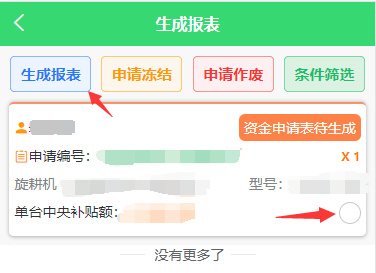 生成报表
生成报表 申请冻结 申请作废 条件筛选
资金申请表待生成
申请编号： X 1
旋耕机 型号：
单台中央补贴额：
没有更多了